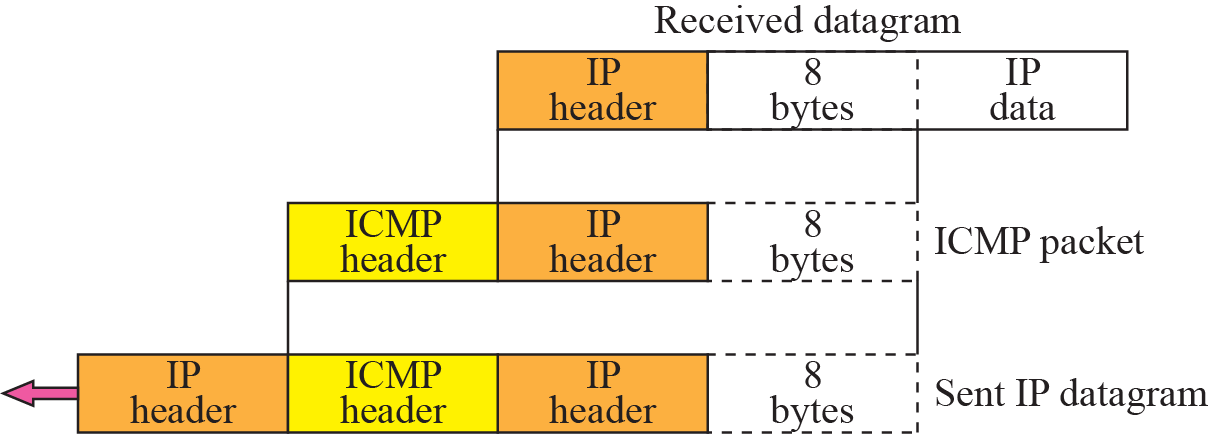 Received datagram
IP header
8 bytes
IP data
ICMP header
IP header
8 bytes
ICMP packet
IP header
ICMP header
IP header
8 bytes
Sent IP datagram